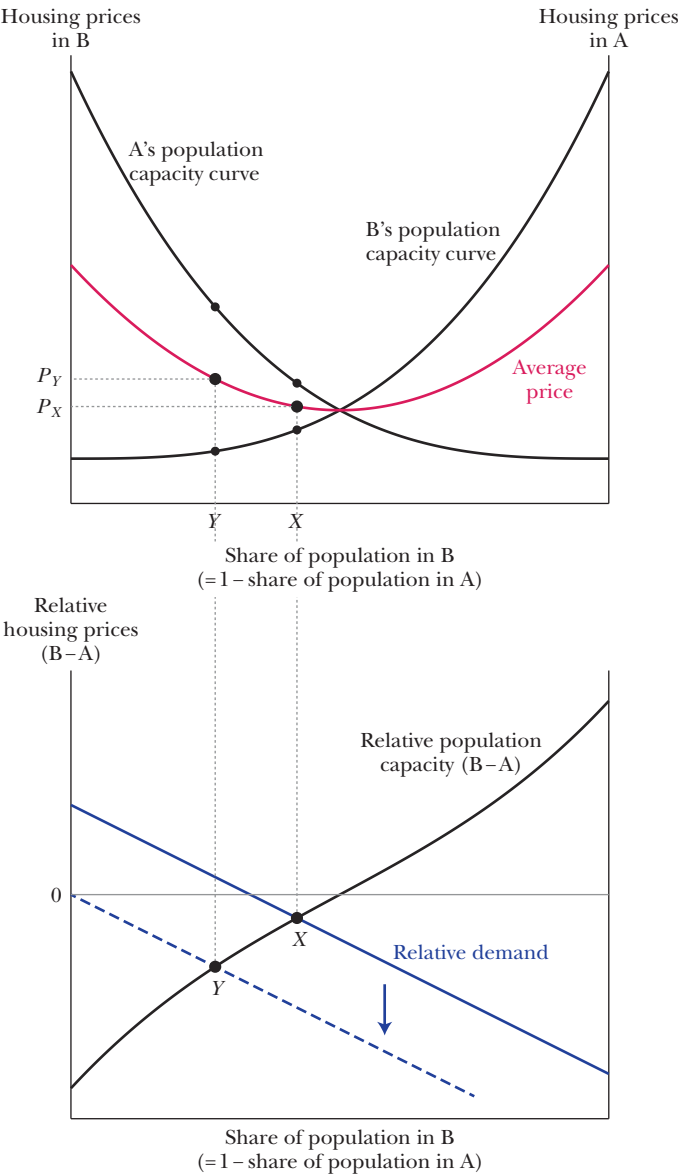 Housing prices
in B
Housing prices
in A
A’s population
capacity curve
B’s population
capacity curve
Average
price
P_Y
P_X
Y
X
Share of population in B
(= 1 – share of population in A)
Relative
housing prices
(B – A)
Relative population
capacity (B – A)
0
X
Relative demand
Y
Share of population in B
(= 1 – share of population in A)